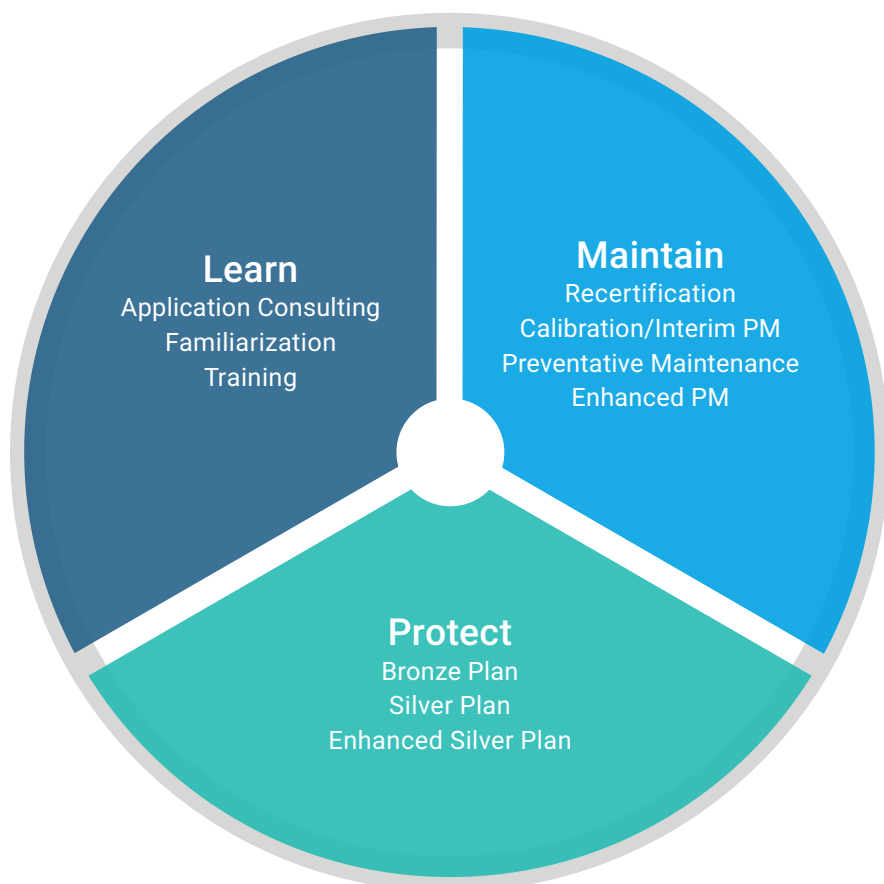 Learn
Application Consulting
Familiarization
Training
Maintain
Recertification
Calibration/Interim PM
Preventative Maintenance
Enhanced PM
Protect
Bronze Plan
Silver Plan
Enhanced Silver Plan